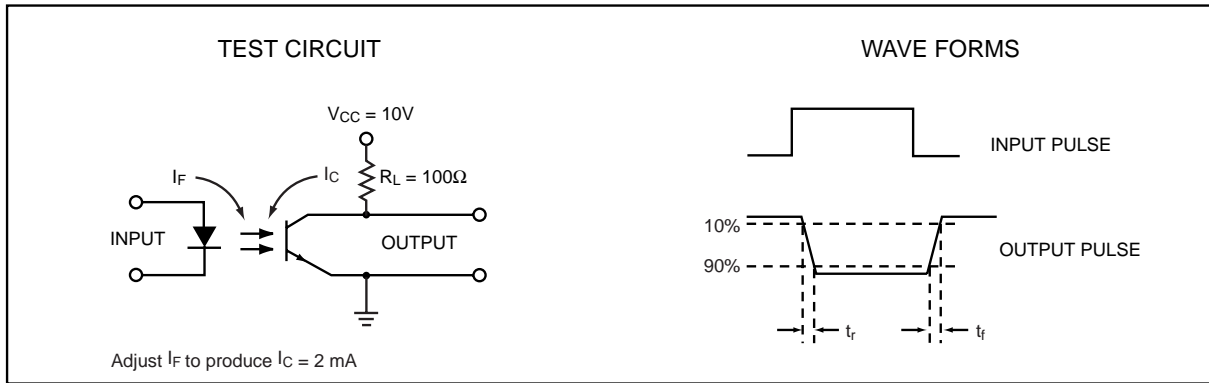 TEST CIRCUIT
WAVE FORMS
VCC = 10V
INPUT PULSE
IF
IC
RL = 100Ω
INPUT
OUTPUT
10%
OUTPUT PULSE
90%
tr
tf
Adjust IF to produce IC = 2 mA